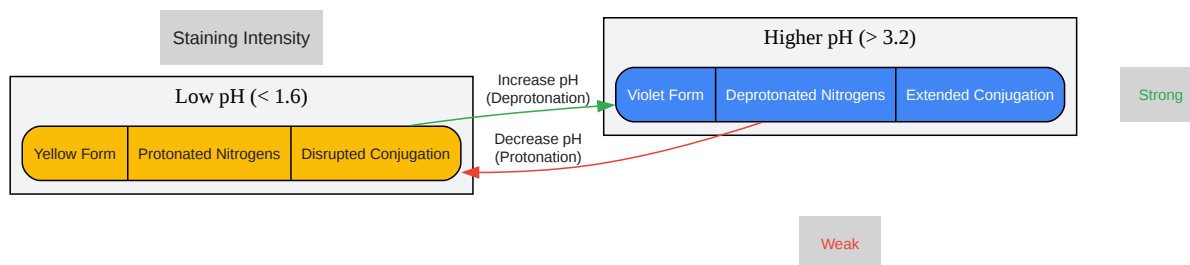 Staining Intensity
Low pH (< 1.6)
Yellow Form
Protonated Nitrogens
Disrupted Conjugation
Increase pH
(Deprotonation)
Decrease pH
(Protonation)
Higher pH (> 3.2)
Violet Form
Deprotonated Nitrogens
Extended Conjugation
Strong
Weak